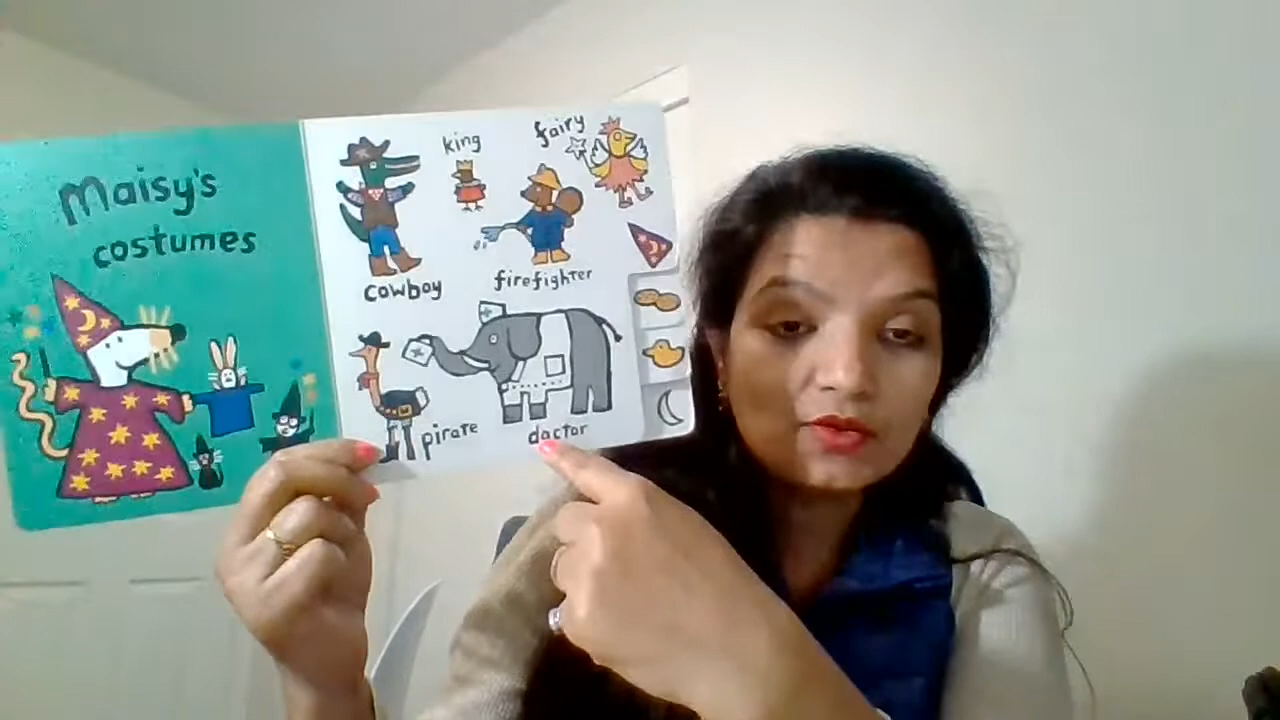 Maisy's
costumes
king
fairy
cowboy
firefighter
pirate
doctor